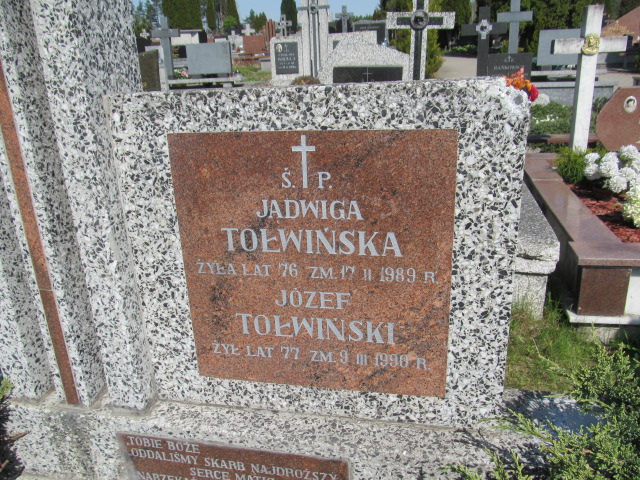 Ś. P.
JADWIGA
TOŁWIŃSKA
ŻYŁA LAT 76 ZM. 17 II 1989 R.
JÓZEF
TOŁWIŃSKI
ŻYŁ LAT 77 ZM. 9 III 1990 R.
TOBIE BOŻE
ODDALIŚMY SKARB NAJDROŻSZY
SERCE